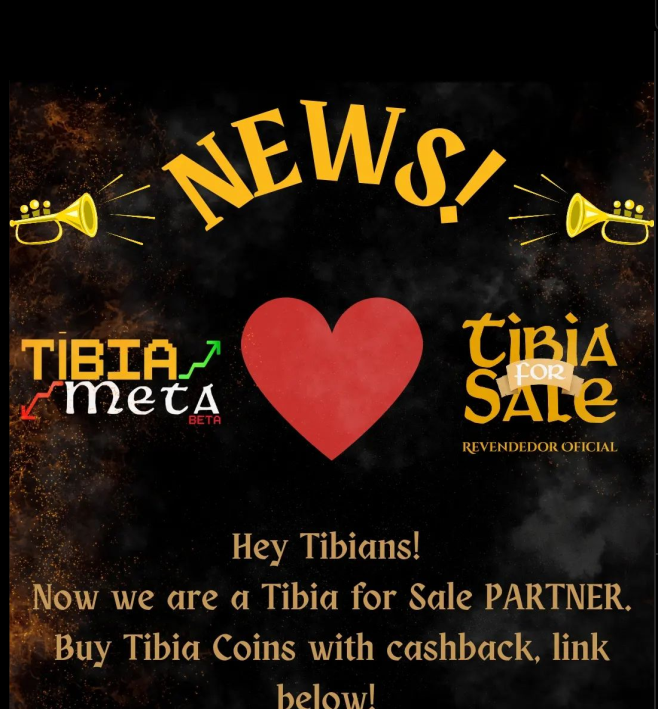 NEWS!
TIBIA
Meta
BETA
Tibia
for
Sale
Revendedor Oficial
Hey Tibians!
Now we are a Tibia for Sale PARTNER.
Buy Tibia Coins with cashback, link
below!